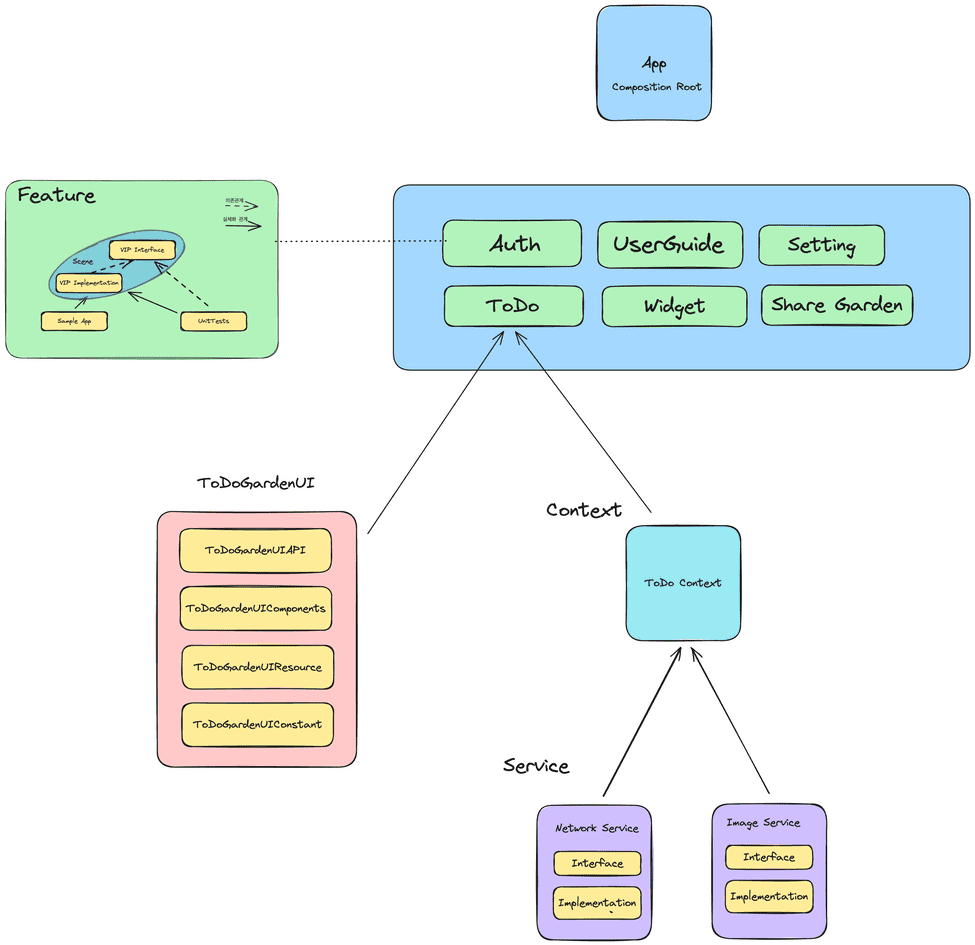 App
Composition Root
Feature
의존관계
실체화 관계
VIP Interface
Scene
VIP Implementation
Sample App
UnitTests
Auth
UserGuide
Setting
ToDo
Widget
Share Garden
ToDoGardenUI
ToDoGardenUIAPI
ToDoGardenUIComponents
ToDoGardenUIResource
ToDoGardenUIConstant
Context
ToDo Context
Service
Network Service
Interface
Implementation
Image Service
Interface
Implementation